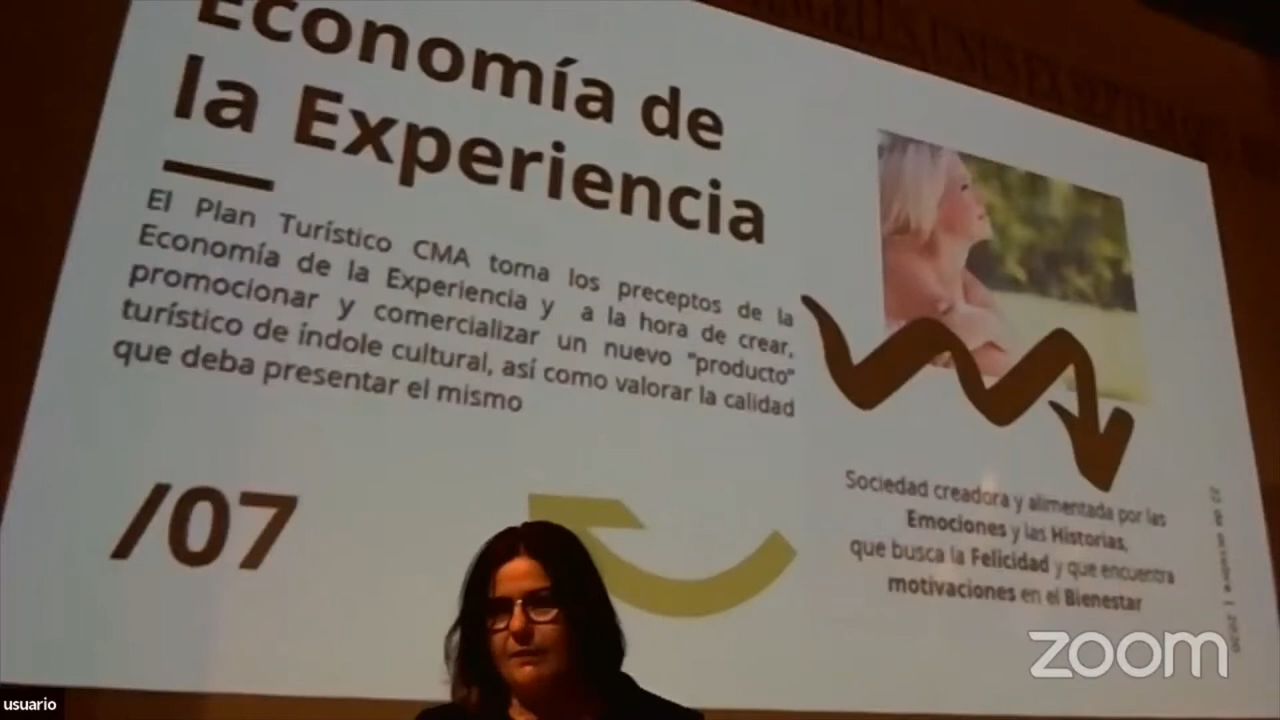 Economía de
la Experiencia
El Plan Turístico CMA toma los preceptos de la
Economía de la Experiencia y a la hora de crear,
promocionar y comercializar un nuevo "producto"
turístico de índole cultural, así como valorar la calidad
que deba presentar el mismo
/07
Sociedad creadora y alimentada por las
Emociones y las Historias,
que busca la Felicidad y que encuentra
motivaciones en el Bienestar
zoom
usuario